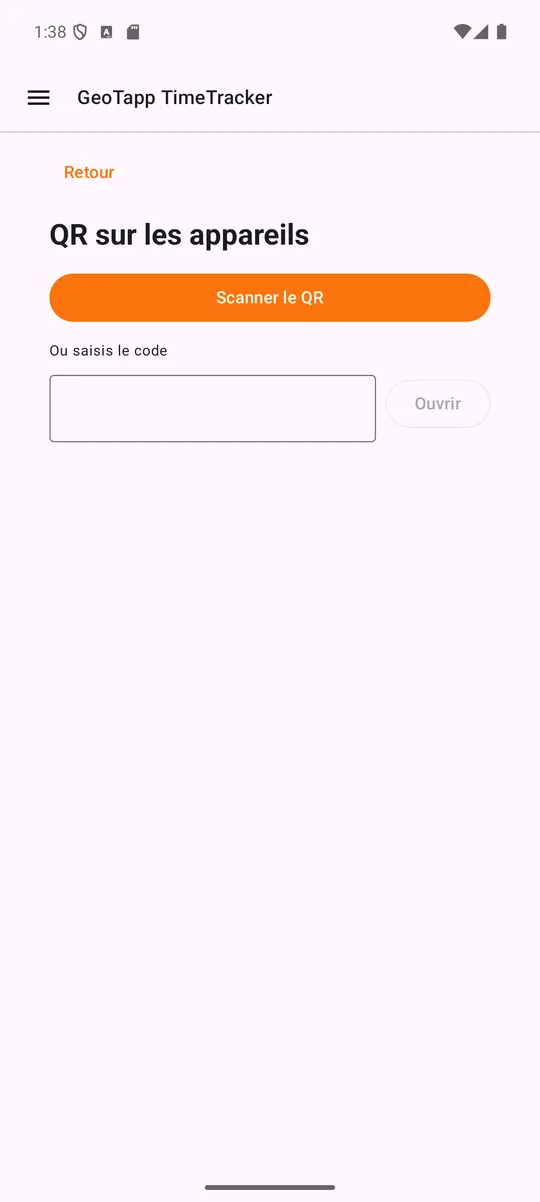 1:38
GeoTapp TimeTracker
Retour
QR sur les appareils
Scanner le QR
Ou saisis le code
Ouvrir